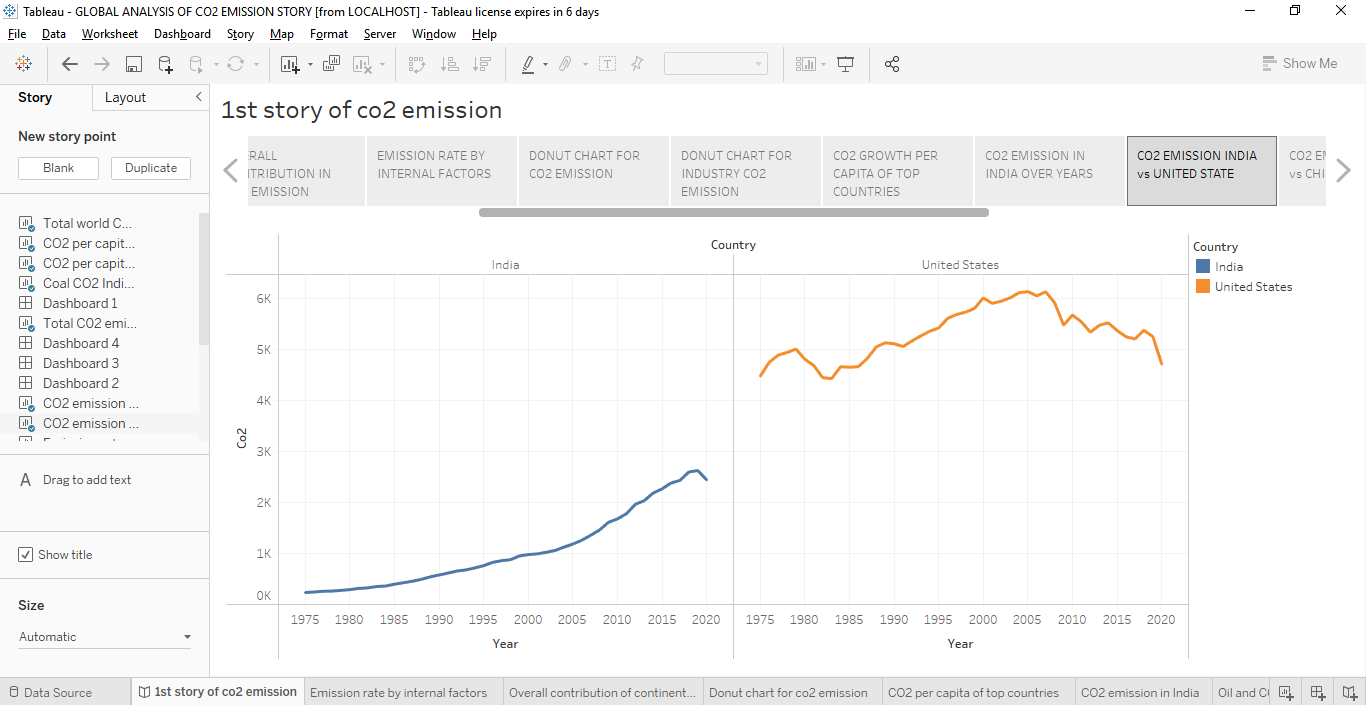 Tableau - GLOBAL ANALYSIS OF CO2 EMISSION STORY [from LOCALHOST] - Tableau license expires in 6 days
File Data Worksheet Dashboard Story Map Format Server Window Help
Show Me
Story Layout
New story point
Blank Duplicate
Total world C...
CO2 per capit...
CO2 per capit...
Coal CO2 Indi...
Dashboard 1
Total CO2 emi...
Dashboard 4
Dashboard 3
Dashboard 2
CO2 emission ...
CO2 emission ...
A Drag to add text
Show title
Size
Automatic
1st story of co2 emission
RALL
TRIBUTION IN
EMISSION
EMISSION RATE BY
INTERNAL FACTORS
DONUT CHART FOR
CO2 EMISSION
DONUT CHART FOR
INDUSTRY CO2
EMISSION
CO2 GROWTH PER
CAPITA OF TOP
COUNTRIES
CO2 EMISSION IN
INDIA OVER YEARS
CO2 EMISSION INDIA
vs UNITED STATE
CO2 EM
vs CHI
Country
India United States
6K
5K
4K
3K
2K
1K
0K
Co2
1975 1980 1985 1990 1995 2000 2005 2010 2015 2020 1975 1980 1985 1990 1995 2000 2005 2010 2015 2020
Year Year
Country
India
United States
Data Source 1st story of co2 emission Emission rate by internal factors Overall contribution of continent... Donut chart for co2 emission CO2 per capita of top countries CO2 emission in India Oil and C